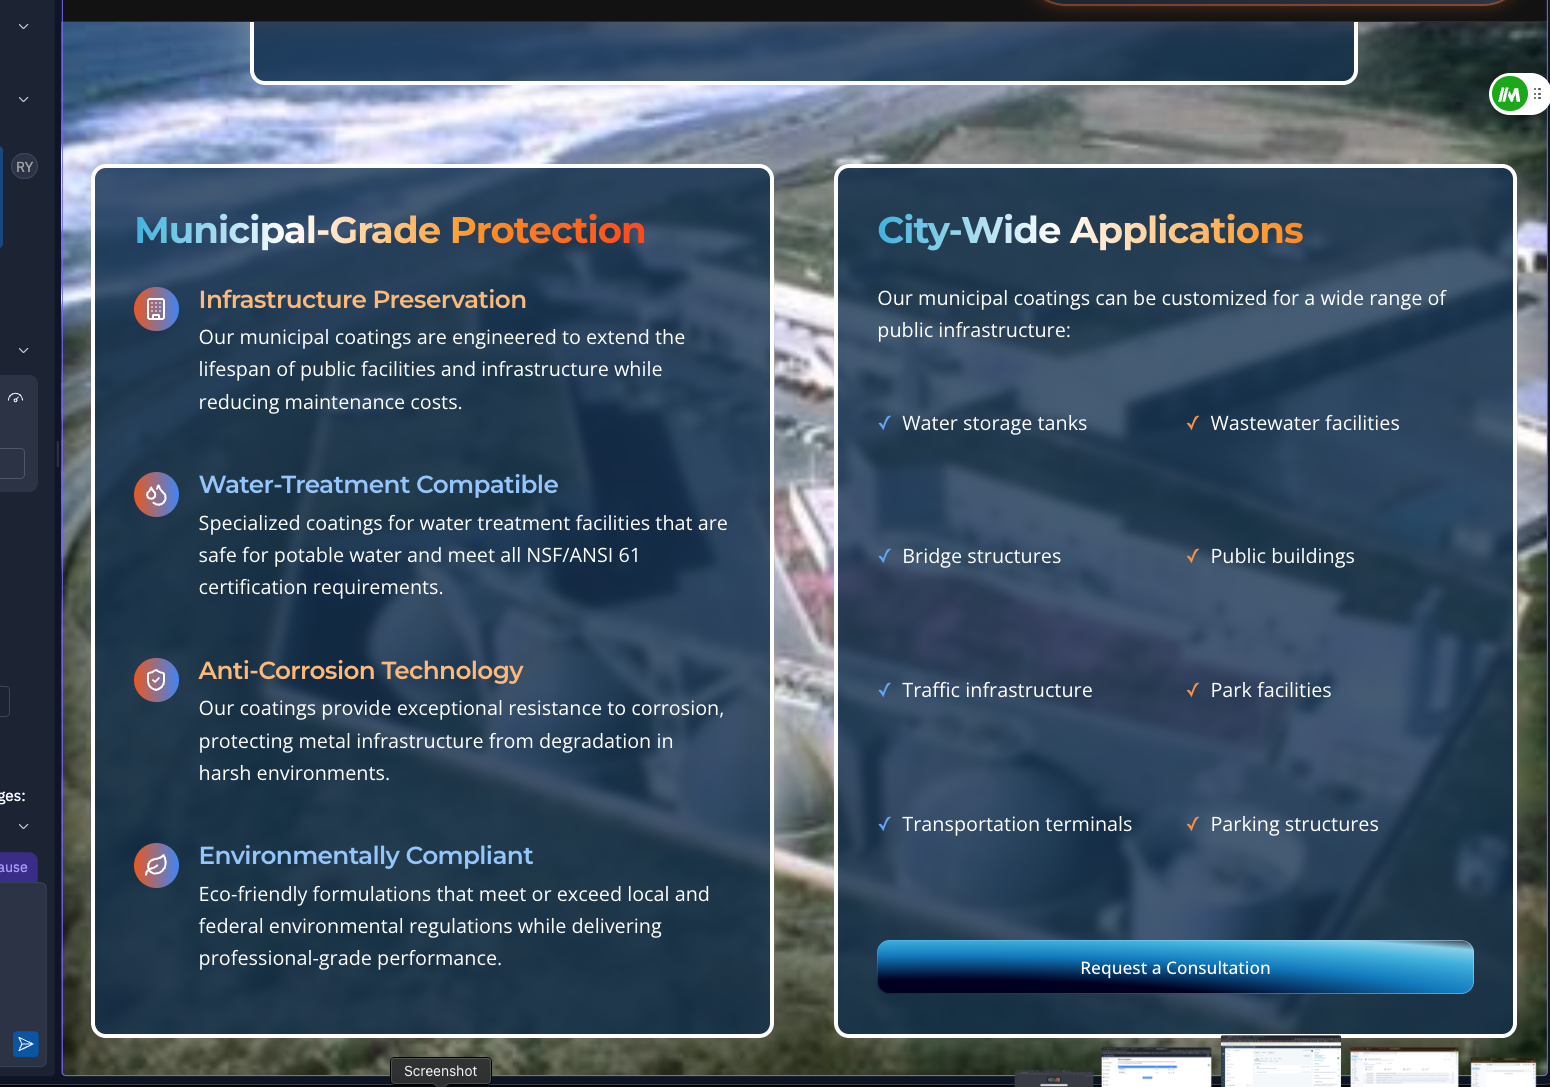 RY
ges:
ause
Municipal-Grade Protection
Infrastructure Preservation
Our municipal coatings are engineered to extend the
lifespan of public facilities and infrastructure while
reducing maintenance costs.
Water-Treatment Compatible
Specialized coatings for water treatment facilities that are
safe for potable water and meet all NSF/ANSI 61
certification requirements.
Anti-Corrosion Technology
Our coatings provide exceptional resistance to corrosion,
protecting metal infrastructure from degradation in
harsh environments.
Environmentally Compliant
Eco-friendly formulations that meet or exceed local and
federal environmental regulations while delivering
professional-grade performance.
City-Wide Applications
Our municipal coatings can be customized for a wide range of
public infrastructure:
✓ Water storage tanks
✓ Wastewater facilities
✓ Bridge structures
✓ Public buildings
✓ Traffic infrastructure
✓ Park facilities
✓ Transportation terminals
✓ Parking structures
Request a Consultation
Screenshot